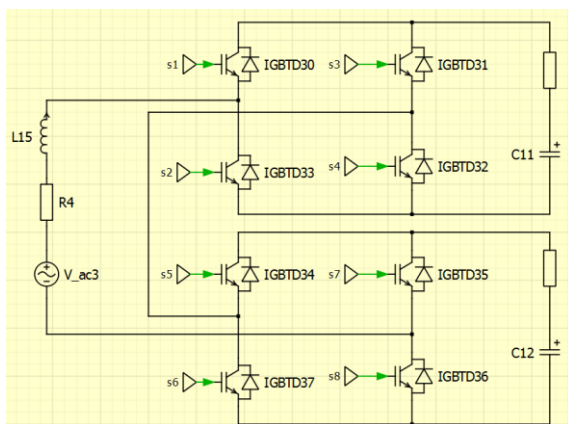 s1 IGBTD30 s3 IGBTD31
L15
C11
s2 IGBTD33 s4 IGBTD32
R4
V_ac3
s5 IGBTD34 s7 IGBTD35
C12
s6 IGBTD37 s8 IGBTD36